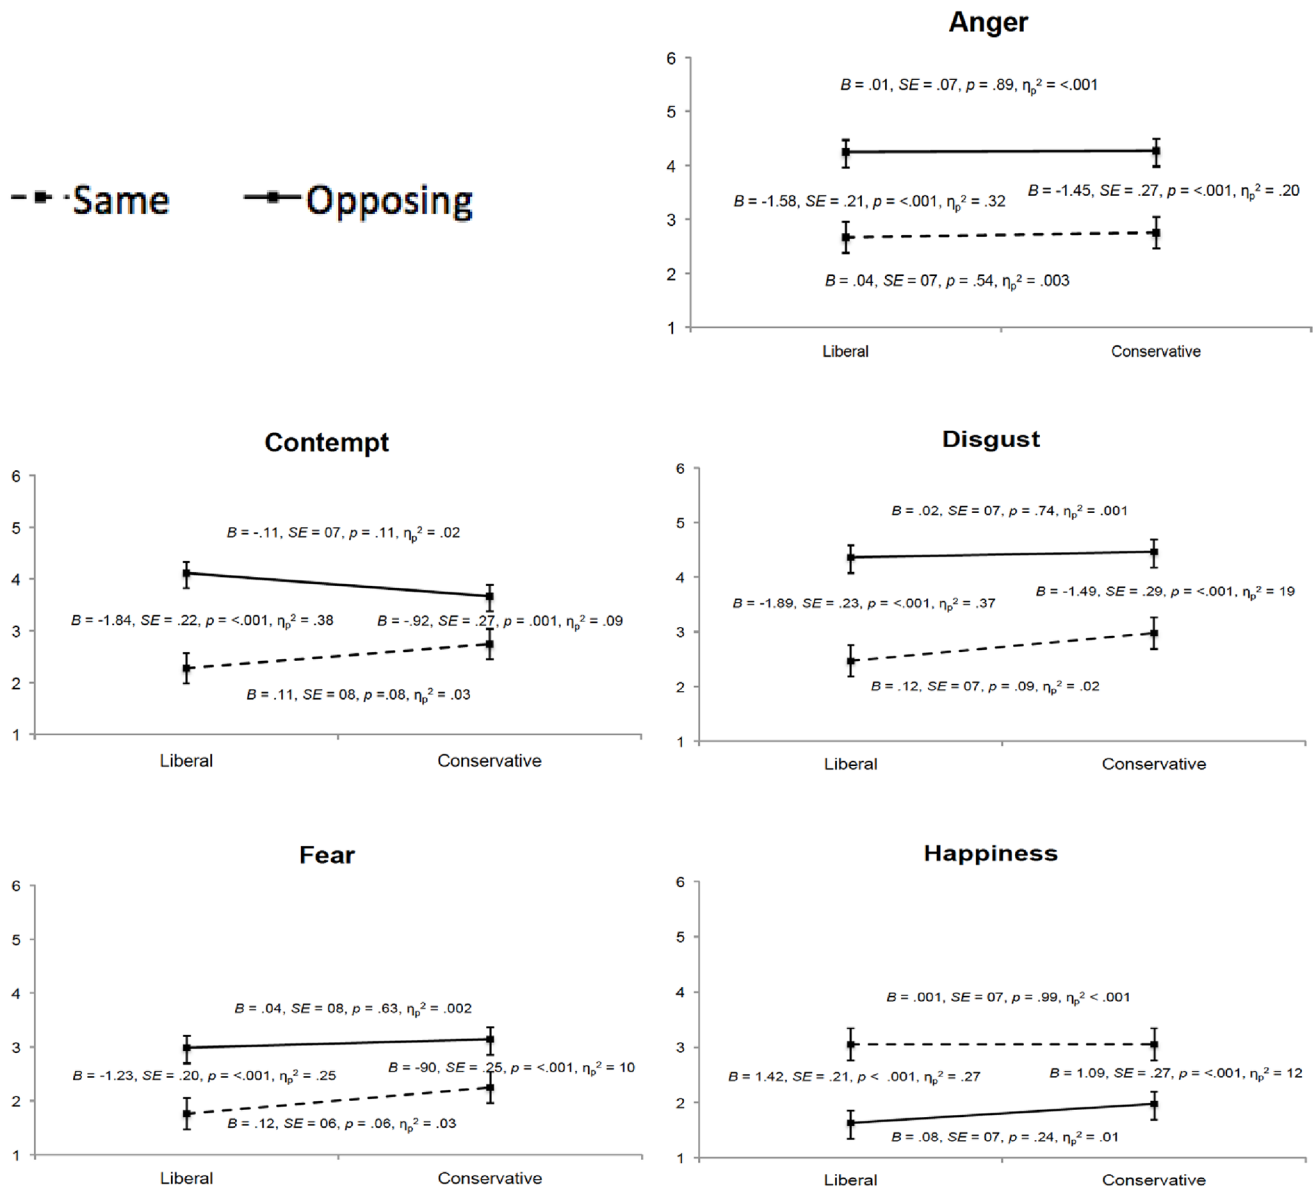 Same Opposing
Anger
6
B = .01, SE = .07, p = .89, ηp² = <.001
5
4
B = -1.58, SE = .21, p = <.001, ηp² = .32 B = -1.45, SE = .27, p = <.001, ηp² = .20
3
2
B = .04, SE = 07, p = .54, ηp² = .003
1
Liberal Conservative
Contempt
6
5
B = -.11, SE = 07, p = .11, ηp² = .02
4
3
B = -1.84, SE = .22, p = <.001, ηp² = .38 B = -.92, SE = .27, p = .001, ηp² = .09
2
B = .11, SE = 08, p =.08, ηp² = .03
1
Liberal Conservative
Disgust
6
B = .02, SE = 07, p = .74, ηp² = .001
5
4
B = -1.89, SE = .23, p = <.001, ηp² = .37 B = -1.49, SE = .29, p = <.001, ηp² = 19
3
2
B = .12, SE = 07, p = .09, ηp² = .02
1
Liberal Conservative
Fear
6
5
4
B = .04, SE = 08, p = .63, ηp² = .002
3
B = -1.23, SE = .20, p = <.001, ηp² = .25 B = -90, SE = .25, p = <.001, ηp² = 10
2
B = .12, SE = 06, p = .06, ηp² = .03
1
Liberal Conservative
Happiness
6
5
4
B = .001, SE = 07, p = .99, ηp² < .001
3
B = 1.42, SE = .21, p < .001, ηp² = .27 B = 1.09, SE = .27, p = <.001, ηp² = 12
2
B = .08, SE = 07, p = .24, ηp² = .01
1
Liberal Conservative